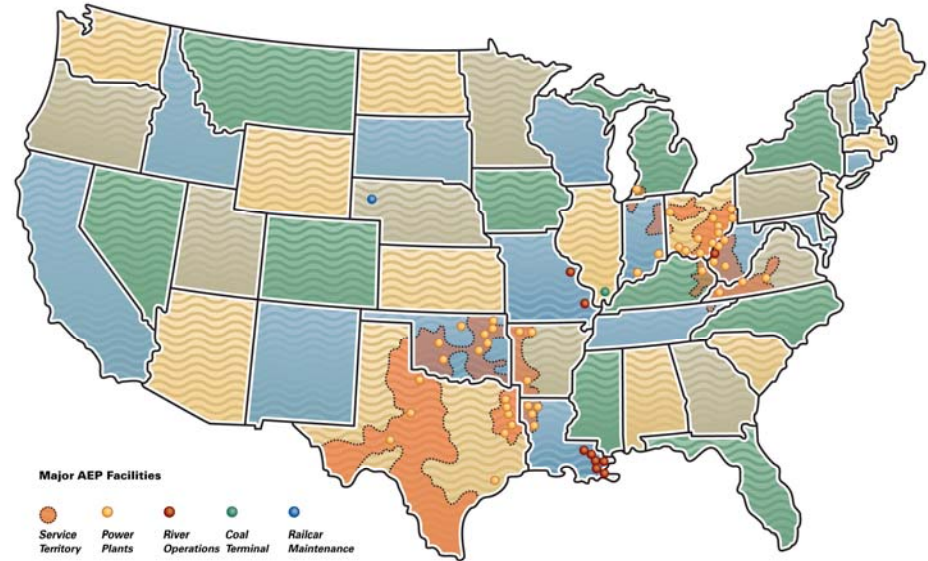 Major AEP Facilities
Service Territory
Power Plants
River Operations
Coal Terminal
Railcar Maintenance